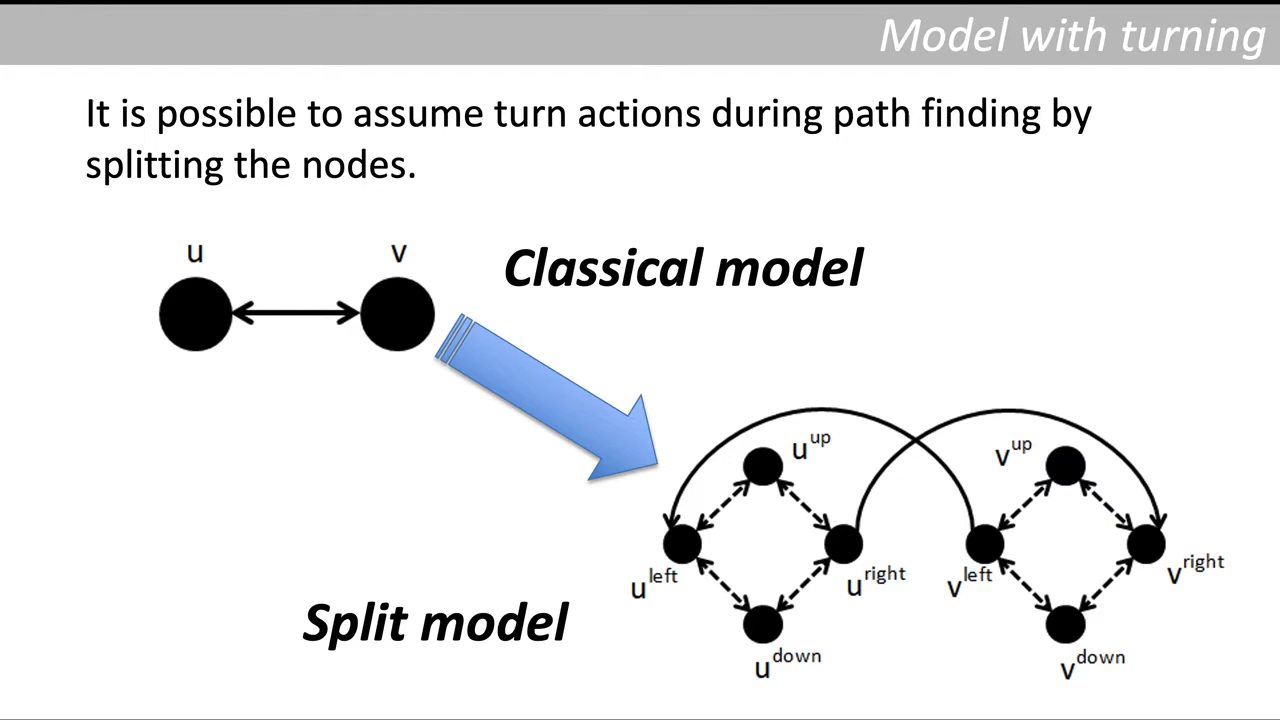 Model with turning
It is possible to assume turn actions during path finding by
splitting the nodes.
u
v
Classical model
u^up
v^up
u^left
u^right
v^left
v^right
Split model
u^down
v^down